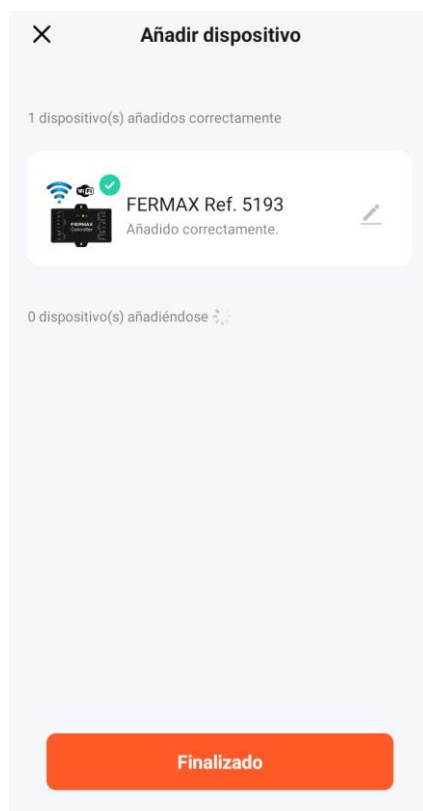 Añadir dispositivo
1 dispositivo(s) añadidos correctamente
FERMAX Ref. 5193
Añadido correctamente.
0 dispositivo(s) añadiéndose
Finalizado